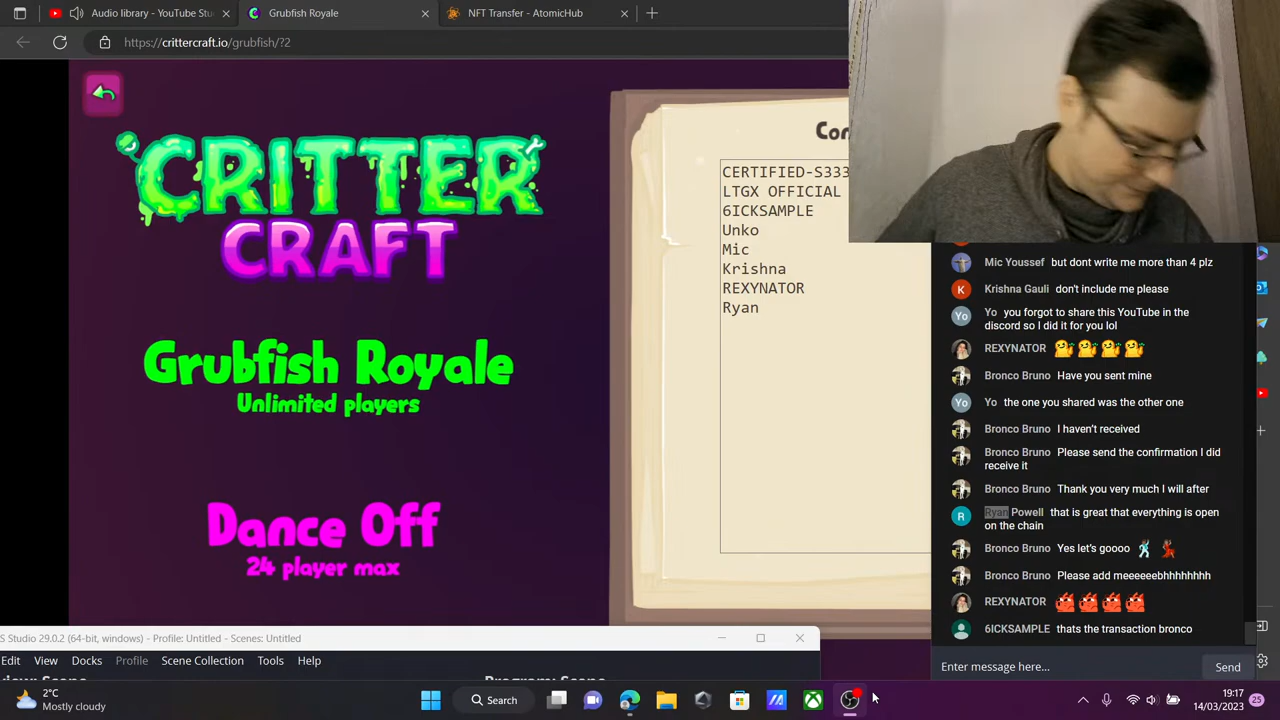 Audio library - YouTube Stu
Grubfish Royale
NFT Transfer - AtomicHub
https://crittercraft.io/grubfish/?2
CRITTER
CRAFT
Grubfish Royale
Unlimited players
Dance Off
24 player max
CERTIFIED-S333
LTGX OFFICIAL
6ICKSAMPLE
Unko
Mic
Krishna
REXYNATOR
Ryan
Mic Youssef but dont write me more than 4 plz
Krishna Gauli don't include me please
Yo you forgot to share this YouTube in the
discord so I did it for you lol
REXYNATOR
Bronco Bruno Have you sent mine
Yo the one you shared was the other one
Bronco Bruno I haven't received
Bronco Bruno Please send the confirmation I did
receive it
Bronco Bruno Thank you very much I will after
Ryan Powell that is great that everything is open
on the chain
Bronco Bruno Yes let's goooo
Bronco Bruno Please add meeeeeebhhhhhhhh
REXYNATOR
6ICKSAMPLE thats the transaction bronco
Enter message here...
Send
S Studio 29.0.2 (64-bit, windows) - Profile: Untitled - Scenes: Untitled
Edit View Docks Profile Scene Collection Tools Help
2°C
Mostly cloudy
Search
19:17
14/03/2023
25